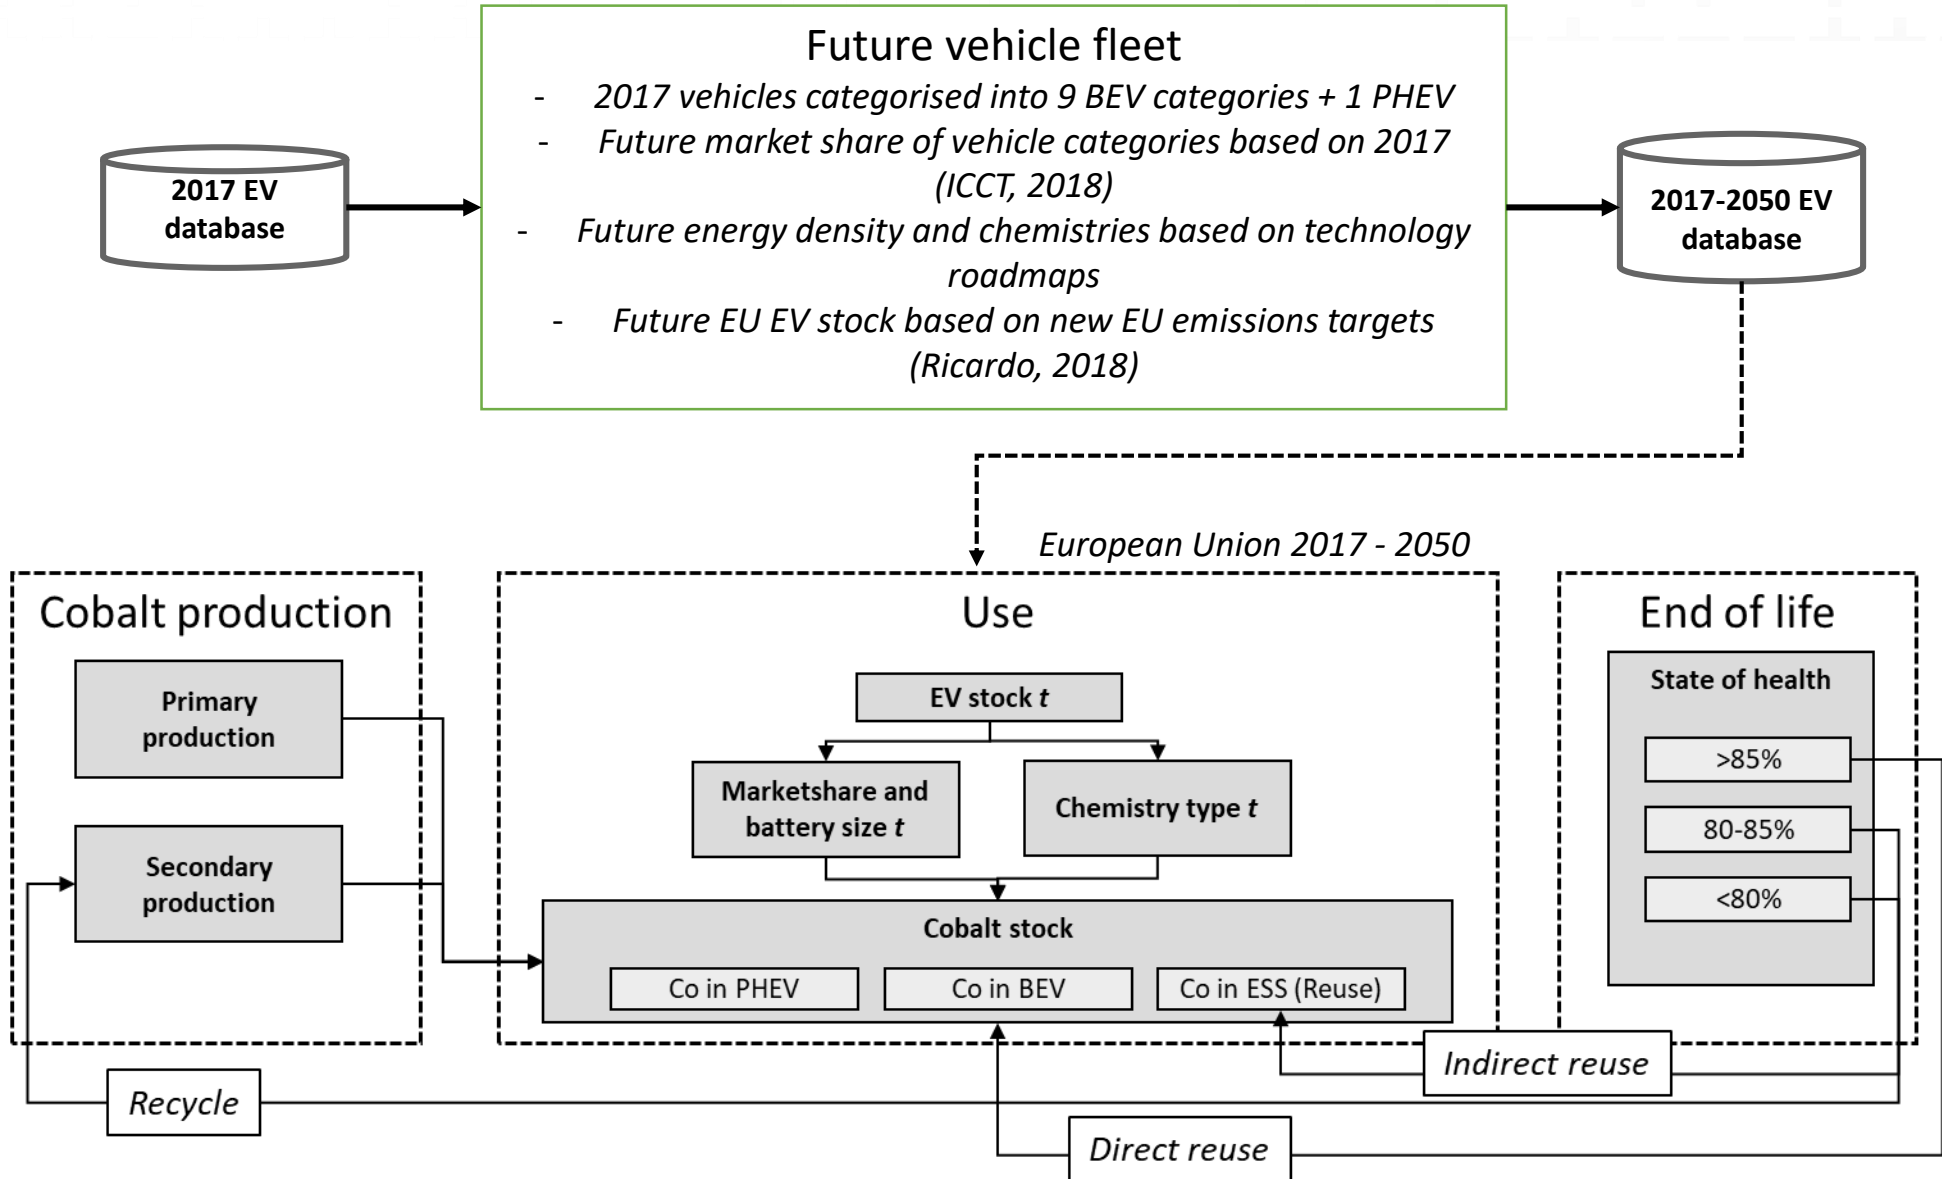 Future vehicle fleet
- 2017 vehicles categorised into 9 BEV categories + 1 PHEV
- Future market share of vehicle categories based on 2017
(ICCT, 2018)
- Future energy density and chemistries based on technology
roadmaps
- Future EU EV stock based on new EU emissions targets
(Ricardo, 2018)
2017 EV
database
2017-2050 EV
database
European Union 2017 - 2050
Cobalt production
Primary
production
Secondary
production
Use
EV stock t
Marketshare and
battery size t
Chemistry type t
Cobalt stock
Co in PHEV
Co in BEV
Co in ESS (Reuse)
End of life
State of health
>85%
80-85%
<80%
Indirect reuse
Recycle
Direct reuse